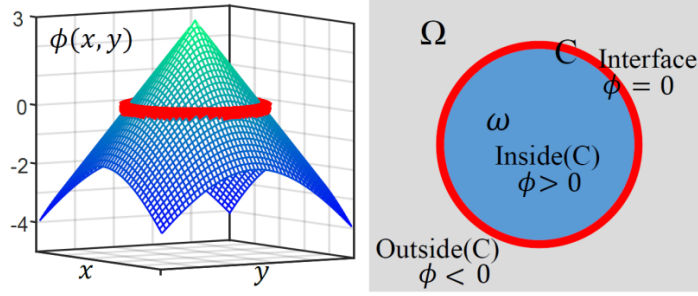 3
ϕ(x, y)
0
-2
-4
x
y
Ω
C
Interface
ϕ = 0
ω
Inside(C)
ϕ> 0
Outside(C)
ϕ < 0